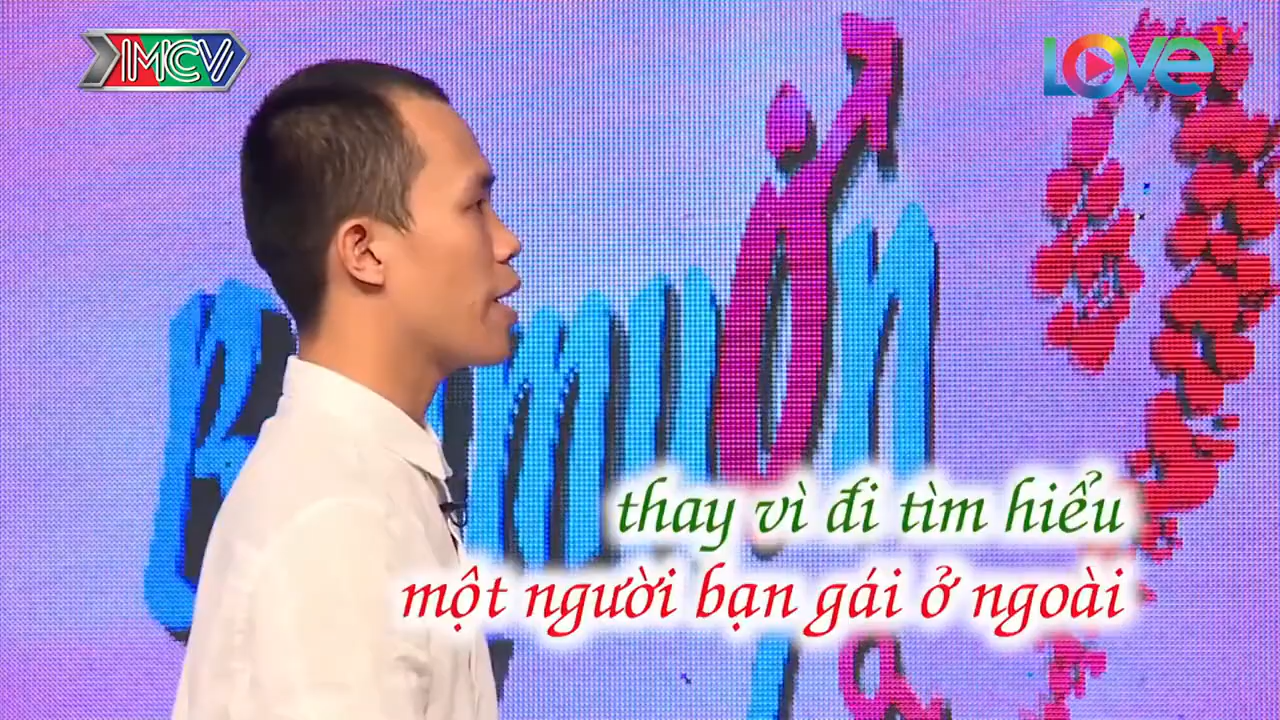 MCV
LOVE TV
thay vì đi tìm hiểu
một người bạn gái ở ngoài